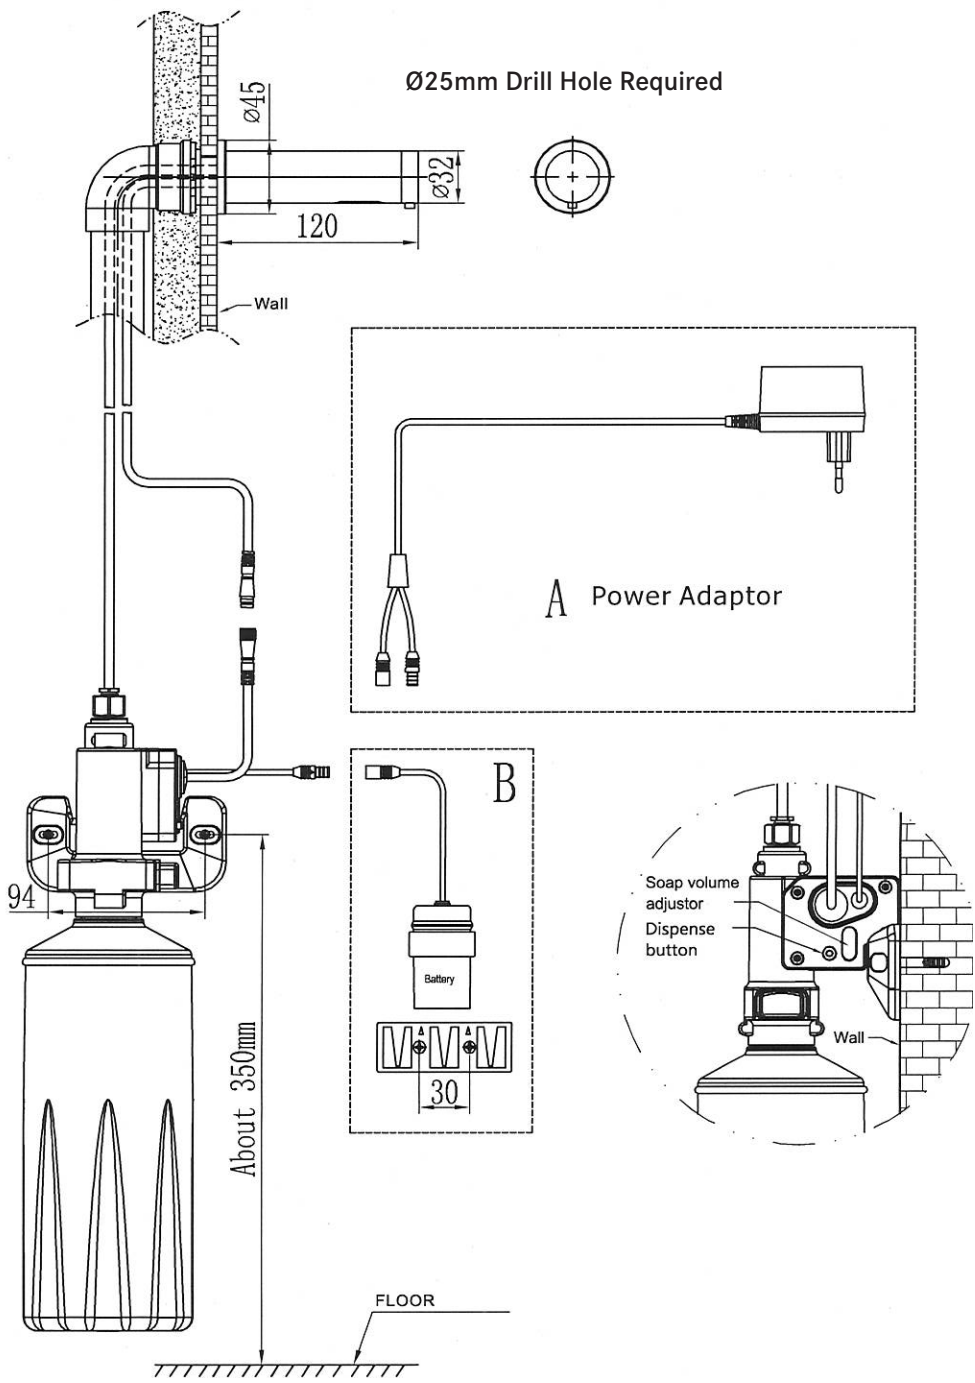 Ø25mm Drill Hole Required
ø45
ø32
120
Wall
A Power Adaptor
B
94
Battery
30
About 350mm
Soap volume
adjustor
Dispense
button
Wall
FLOOR